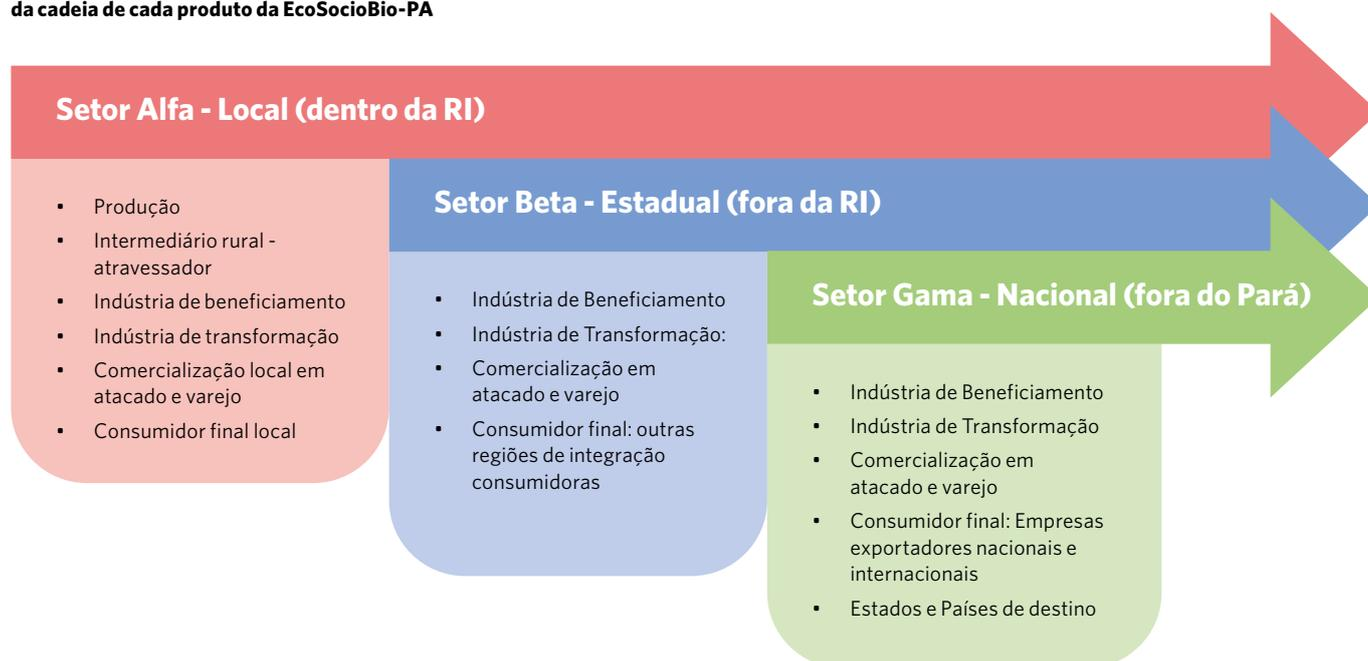 da cadeia de cada produto da EcoSocioBio-PA
Setor Alfa - Local (dentro da RI)
• Produção
• Intermediário rural -
atravessador
• Indústria de beneficiamento
• Indústria de transformação
• Comercialização local em
atacado e varejo
• Consumidor final local
Setor Beta - Estadual (fora da RI)
• Indústria de Beneficiamento
• Indústria de Transformação:
• Comercialização em
atacado e varejo
• Consumidor final: outras
regiões de integração
consumidoras
Setor Gama - Nacional (fora do Pará)
• Indústria de Beneficiamento
• Indústria de Transformação
• Comercialização em
atacado e varejo
• Consumidor final: Empresas
exportadores nacionais e
internacionais
• Estados e Países de destino